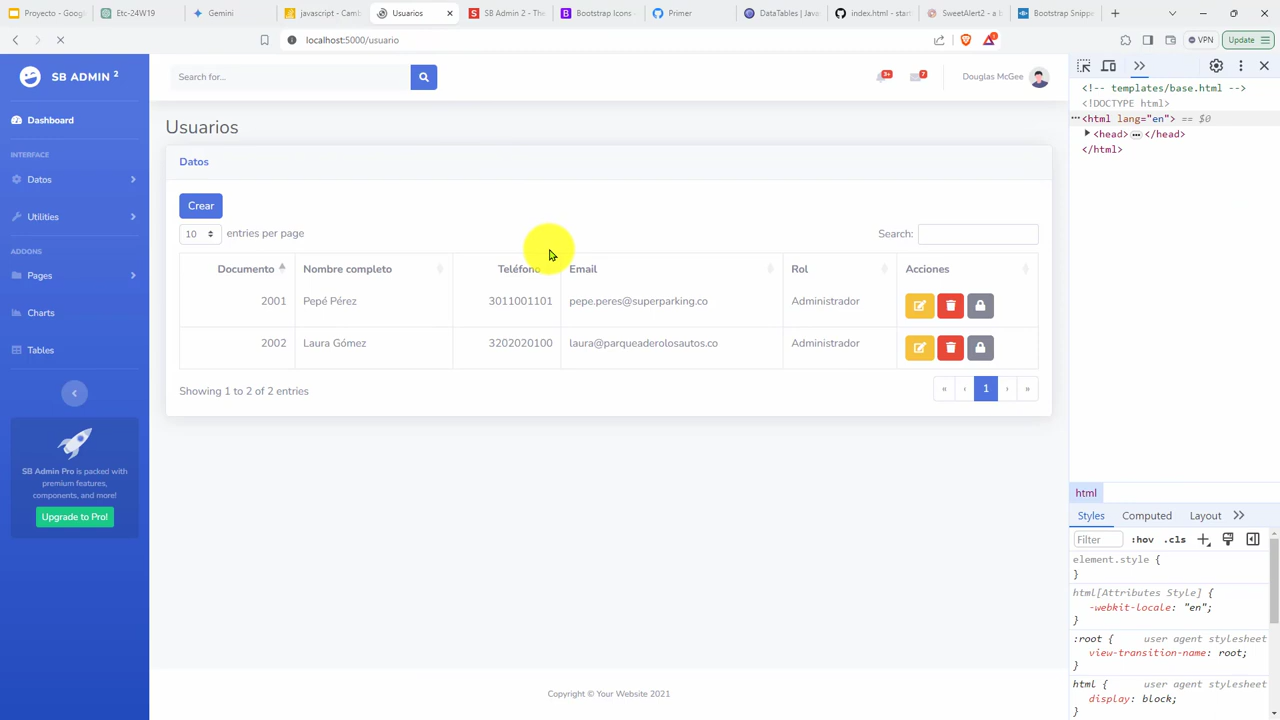 Proyecto - Googl
Etc-24W19
Gemini
javascript - Camb
Usuarios
SB Admin 2 - The
Bootstrap Icons
Primer
DataTables | Java
index.html - start
SweetAlert2 - a b
Bootstrap Snippe
localhost:5000/usuario
VPN
Update
SB ADMIN 2
Dashboard
INTERFACE
Datos
Utilities
ADDONS
Pages
Charts
Tables
SB Admin Pro is packed with
premium features,
components, and more!
Upgrade to Pro!
Search for...
3+
7
Douglas McGee
Usuarios
Datos
Crear
10 entries per page
Search:
Documento Nombre completo Teléfono Email Rol Acciones
2001 Pepé Pérez 3011001101 pepe.peres@superparking.co Administrador
2002 Laura Gómez 3202020100 laura@parqueaderolosautos.co Administrador
Showing 1 to 2 of 2 entries
« ‹ 1 › »
Copyright © Your Website 2021
<!-- templates/base.html -->
<!DOCTYPE html>
<html lang="en"> == $0
<head> … </head>
</html>
html
Styles Computed Layout
Filter :hov .cls
element.style {
}
html[Attributes Style] {
-webkit-locale: "en";
}
:root { user agent stylesheet
view-transition-name: root;
}
html { user agent stylesheet
display: block;
}